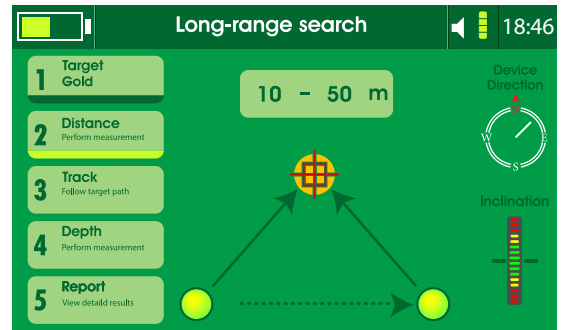 Long-range search
18:46
1
Target
Gold
2
Distance
Perform measurement
3
Track
Follow target path
4
Depth
Perform measurement
5
Report
View detaild results
10 - 50 m
Device
Direction
W
E
S
Inclination